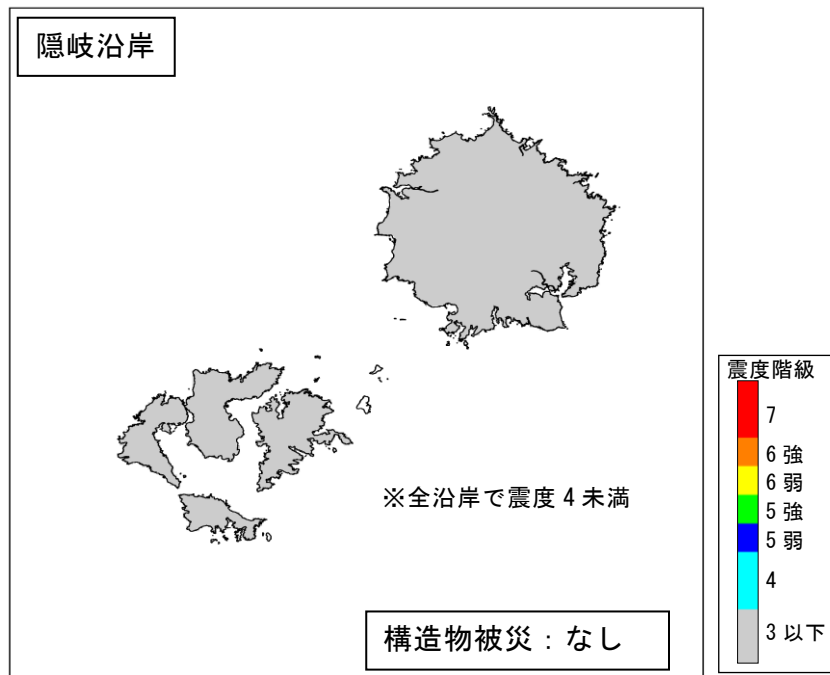 隠岐沿岸
※全沿岸で震度 4 未満
構造物被災：なし
震度階級
7
6 強
6 弱
5 強
5 弱
4
3 以下